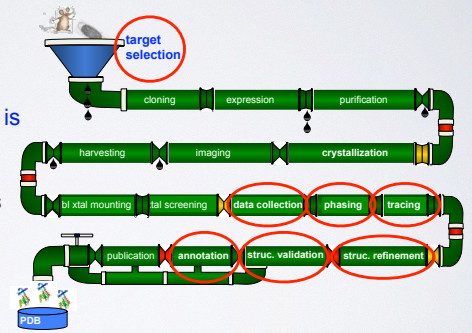 target
selection
cloning expression purification
is
harvesting imaging crystallization
bl xtal mounting tal screening data collection phasing tracing
s
publication annotation struc. validation struc. refinement
PDB